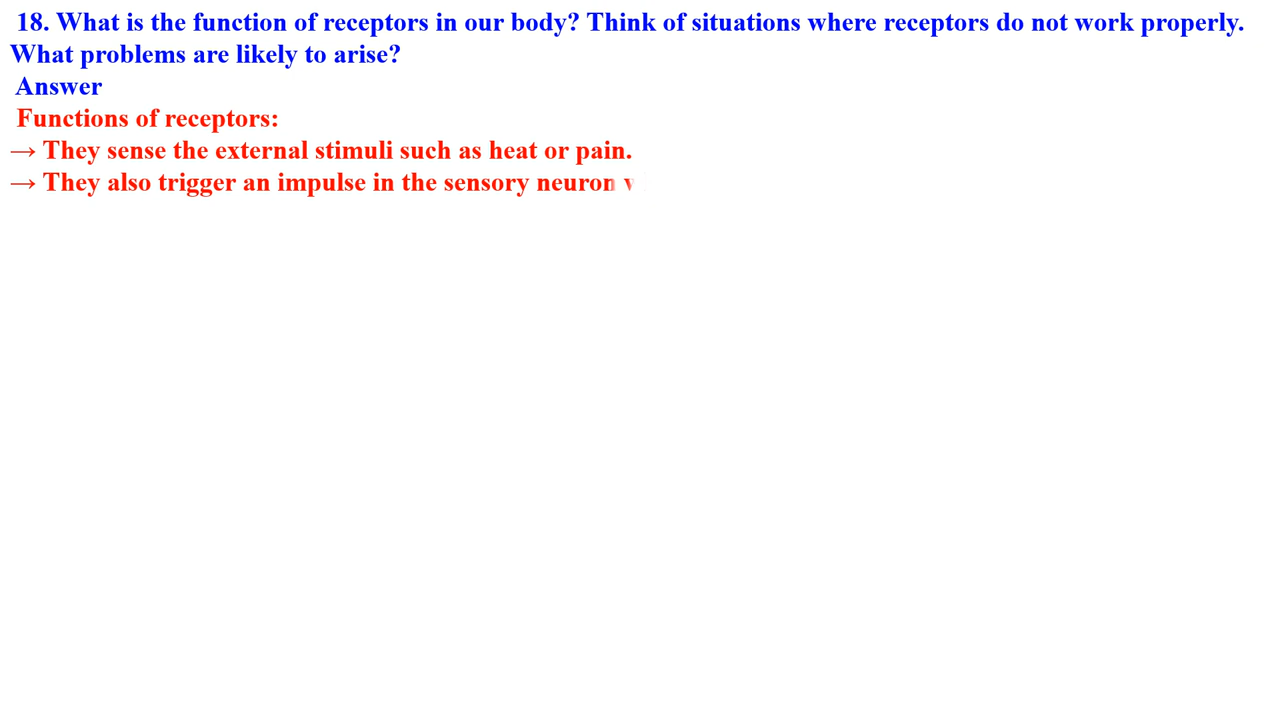 18. What is the function of receptors in our body? Think of situations where receptors do not work properly.
What problems are likely to arise?
Answer
Functions of receptors:
→ They sense the external stimuli such as heat or pain.
→ They also trigger an impulse in the sensory neuron